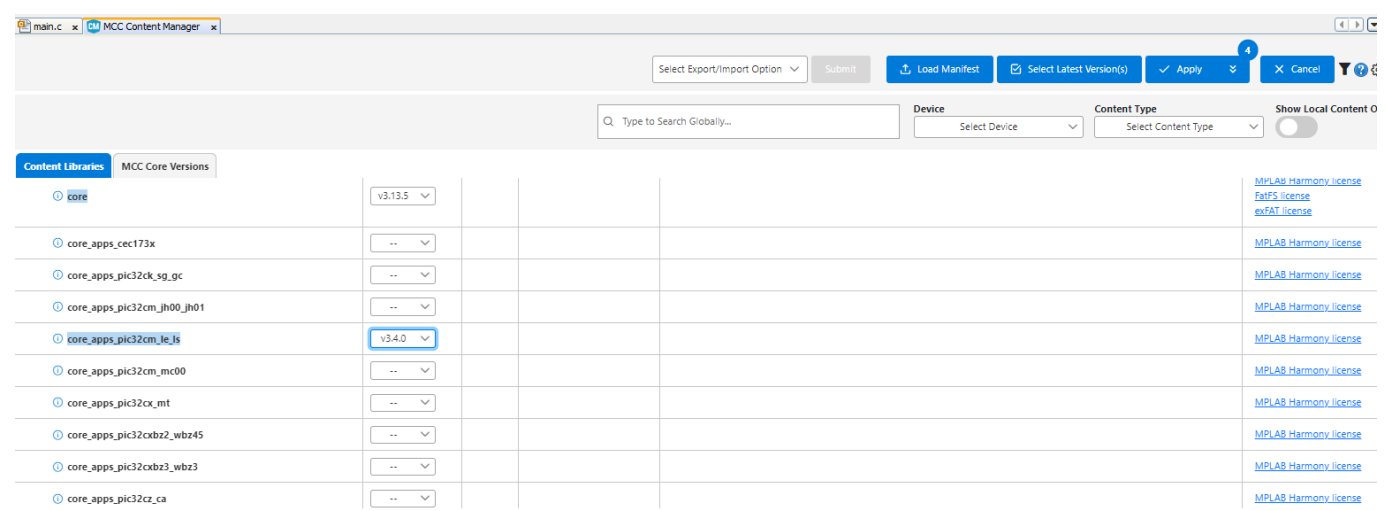 main.c x CM MCC Content Manager x
4
Select Export/Import Option Submit Load Manifest Select Latest Version(s) Apply Cancel
Device Content Type Show Local Content O
Type to Search Globally... Select Device Select Content Type
Content Libraries MCC Core Versions
MPLAB Harmony license
core v3.13.5 FatFS license
exFAT license
core_apps_cec173x -- MPLAB Harmony license
core_apps_pic32ck_sg_gc -- MPLAB Harmony license
core_apps_pic32cm_jh00_jh01 -- MPLAB Harmony license
core_apps_pic32cm_le_ls v3.4.0 MPLAB Harmony license
core_apps_pic32cm_mc00 -- MPLAB Harmony license
core_apps_pic32cx_mt -- MPLAB Harmony license
core_apps_pic32cxbz2_wbz45 -- MPLAB Harmony license
core_apps_pic32cxbz3_wbz3 -- MPLAB Harmony license
core_apps_pic32cz_ca -- MPLAB Harmony license